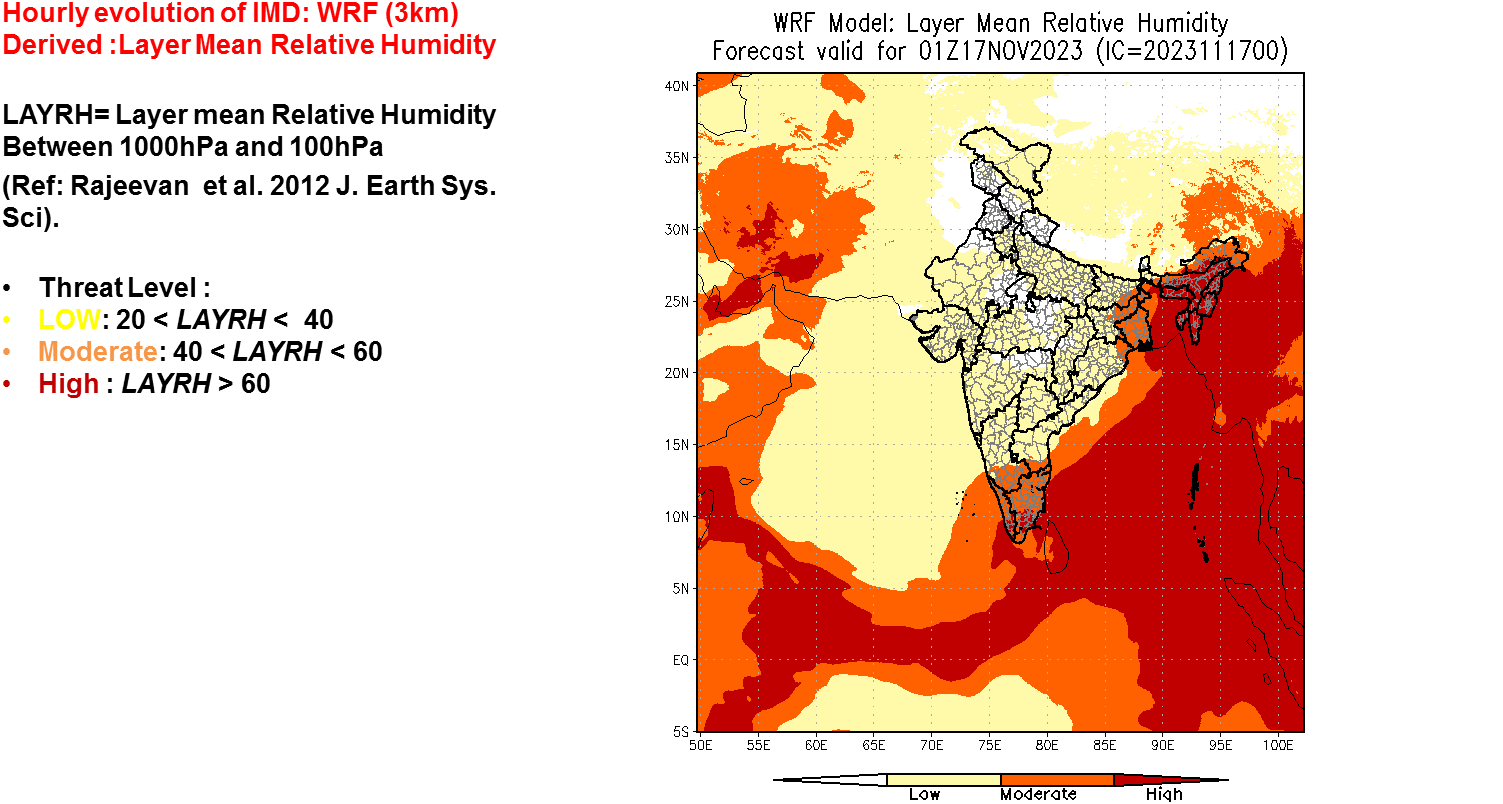 Hourly evolution of IMD: WRF (3km)
Derived :Layer Mean Relative Humidity
LAYRH= Layer mean Relative Humidity
Between 1000hPa and 100hPa
(Ref: Rajeevan et al. 2012 J. Earth Sys.
Sci).
• Threat Level :
• LOW: 20 < LAYRH < 40
• Moderate: 40 < LAYRH < 60
• High : LAYRH > 60
WRF Model: Layer Mean Relative Humidity
Forecast valid for 01Z17NOV2023 (IC=2023111700)
40N
35N
30N
25N
20N
15N
10N
5N
EQ
5S
50E 55E 60E 65E 70E 75E 80E 85E 90E 95E 100E
Low Moderate High